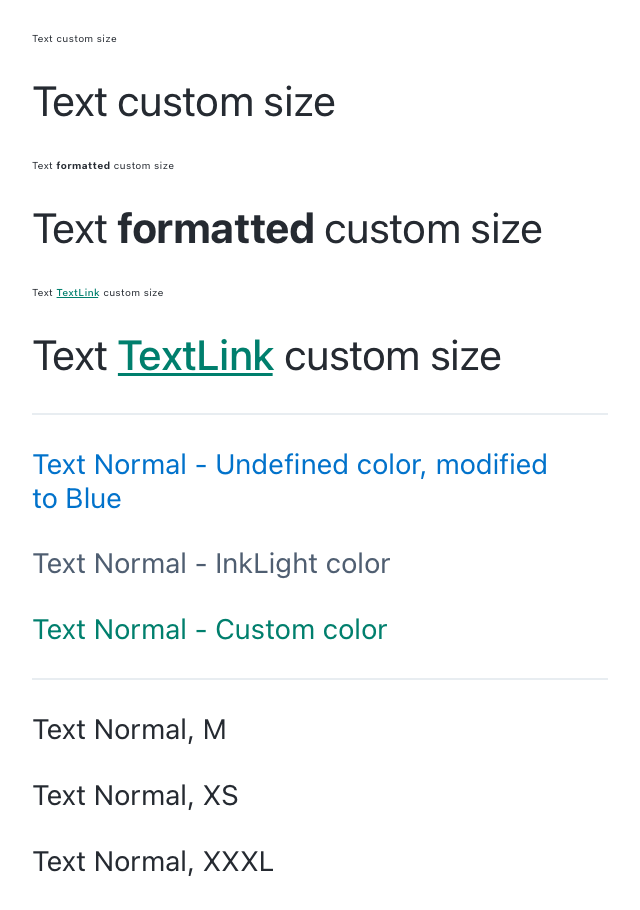 Text custom size
Text custom size
Text formatted custom size
Text formatted custom size
Text TextLink custom size
Text TextLink custom size
Text Normal - Undefined color, modified
to Blue
Text Normal - InkLight color
Text Normal - Custom color
Text Normal, M
Text Normal, XS
Text Normal, XXXL